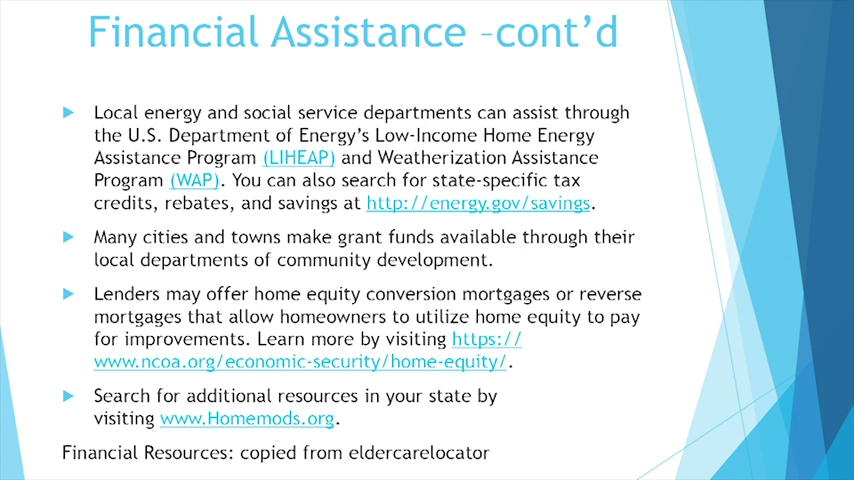 Financial Assistance –cont’d
Local energy and social service departments can assist through
the U.S. Department of Energy’s Low-Income Home Energy
Assistance Program (LIHEAP) and Weatherization Assistance
Program (WAP). You can also search for state-specific tax
credits, rebates, and savings at http://energy.gov/savings.
Many cities and towns make grant funds available through their
local departments of community development.
Lenders may offer home equity conversion mortgages or reverse
mortgages that allow homeowners to utilize home equity to pay
for improvements. Learn more by visiting https://
www.ncoa.org/economic-security/home-equity/.
Search for additional resources in your state by
visiting www.Homemods.org.
Financial Resources: copied from eldercarelocator